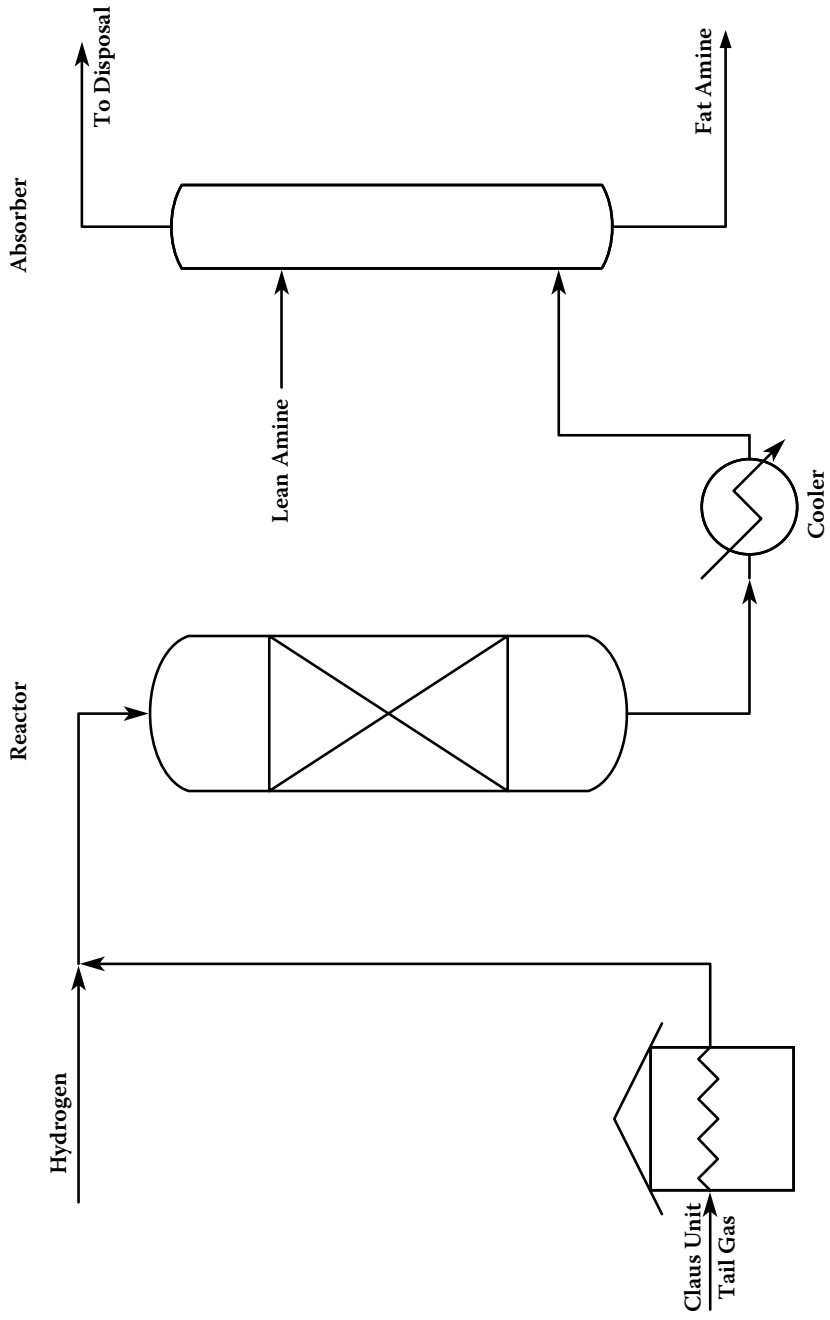 Reactor
Absorber
Hydrogen
To Disposal
Lean Amine
Claus Unit
Tail Gas
Cooler
Fat Amine